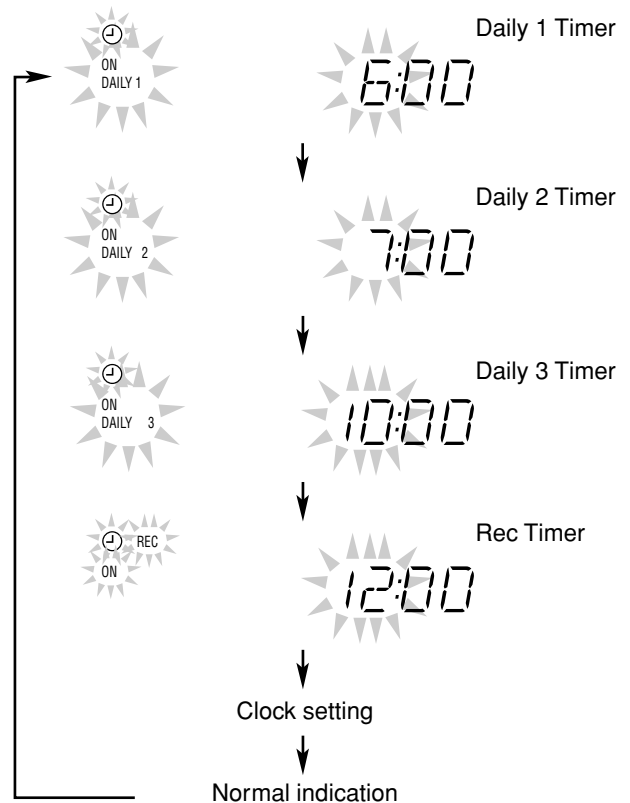 Daily 1 Timer
ON
DAILY 1
6:00
Daily 2 Timer
ON
DAILY 2
7:00
Daily 3 Timer
ON
DAILY 3
10:00
Rec Timer
REC
ON
12:00
Clock setting
Normal indication